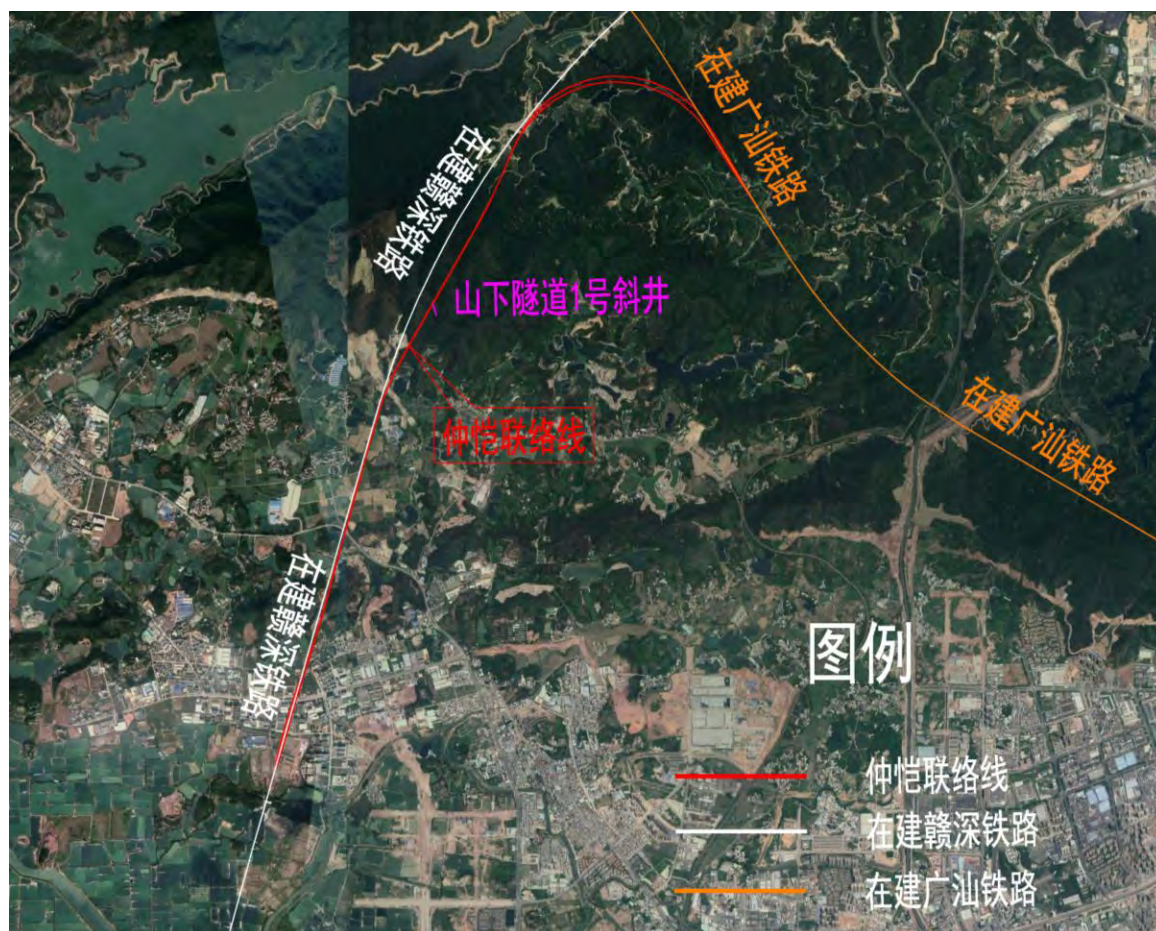 在建广汕铁路
在建赣深铁路
山下隧道1号斜井
仲恺联络线
在建广汕铁路
在建赣深铁路
图例
仲恺联络线
在建赣深铁路
在建广汕铁路